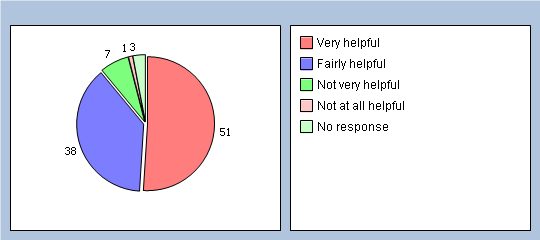 7
1
3
51
38
Very helpful
Fairly helpful
Not very helpful
Not at all helpful
No response